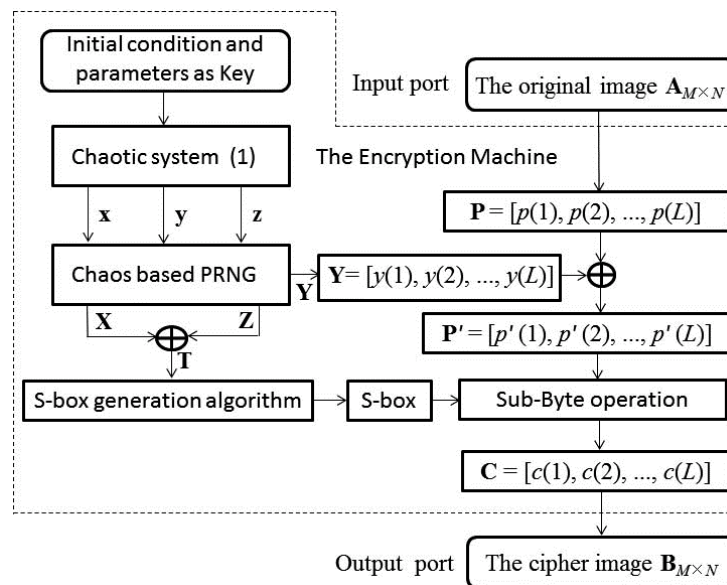 Initial condition and
parameters as Key
Input port
The original image A_{M×N}
Chaotic system (1)
The Encryption Machine
x
y
z
P = [p(1), p(2), ..., p(L)]
Chaos based PRNG
Y
Y= [y(1), y(2), ..., y(L)]
X
Z
T
P' = [p' (1), p' (2), ..., p' (L)]
S-box generation algorithm
S-box
Sub-Byte operation
C = [c(1), c(2), ..., c(L)]
Output port
The cipher image B_{M×N}